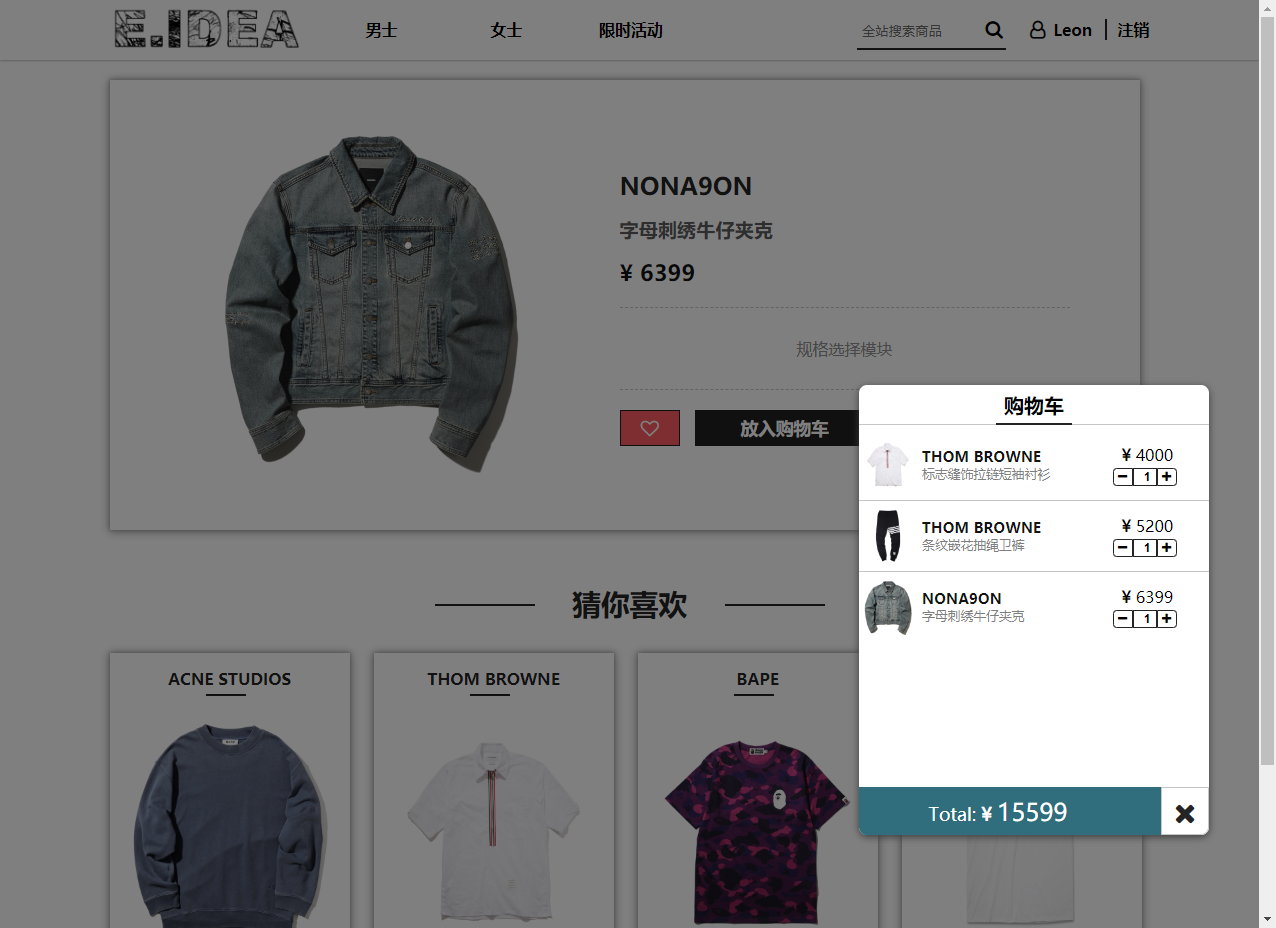 E.IDEA
男士
女士
限时活动
全站搜索商品
Leon
注销
NONA9ON
字母刺绣牛仔夹克
¥ 6399
规格选择模块
放入购物车
购物车
THOM BROWNE
标志缝饰拉链短袖衬衫
¥ 4000
1
THOM BROWNE
条纹嵌花抽绳卫裤
¥ 5200
1
NONA9ON
字母刺绣牛仔夹克
¥ 6399
1
Total: ¥ 15599
猜你喜欢
ACNE STUDIOS
THOM BROWNE
BAPE